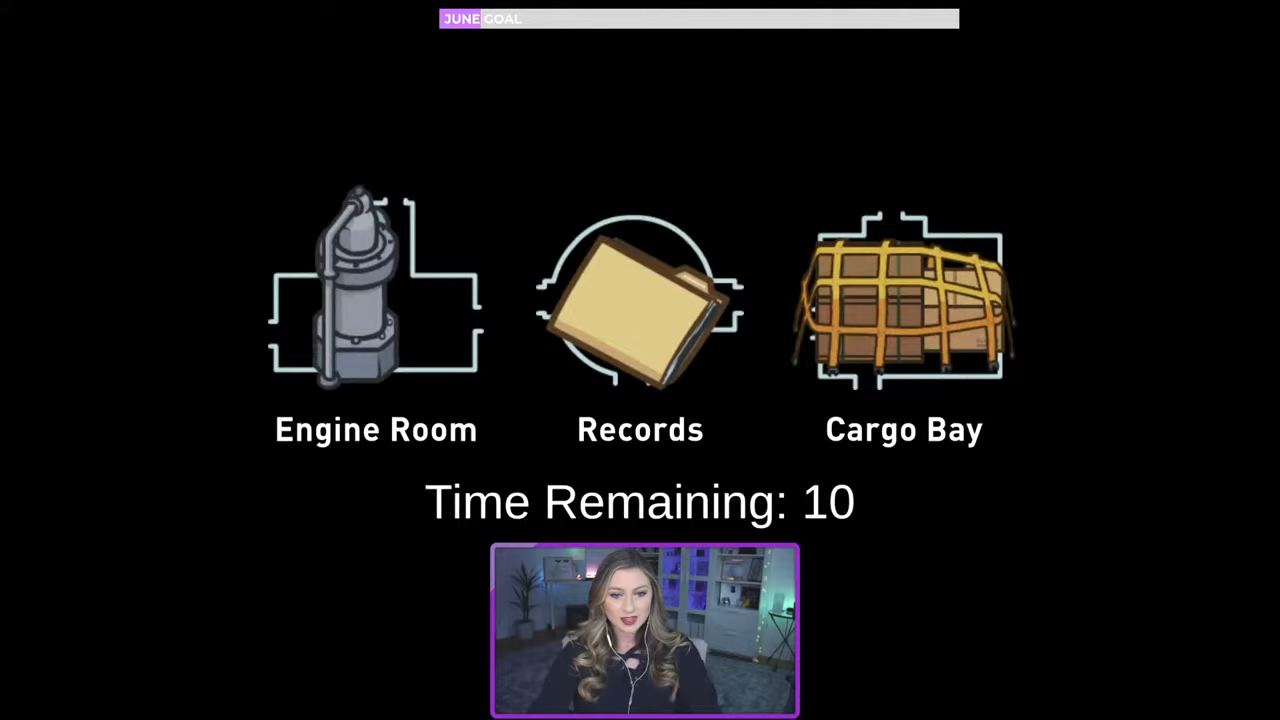 JUNE GOAL
Engine Room
Records
Cargo Bay
Time Remaining: 10